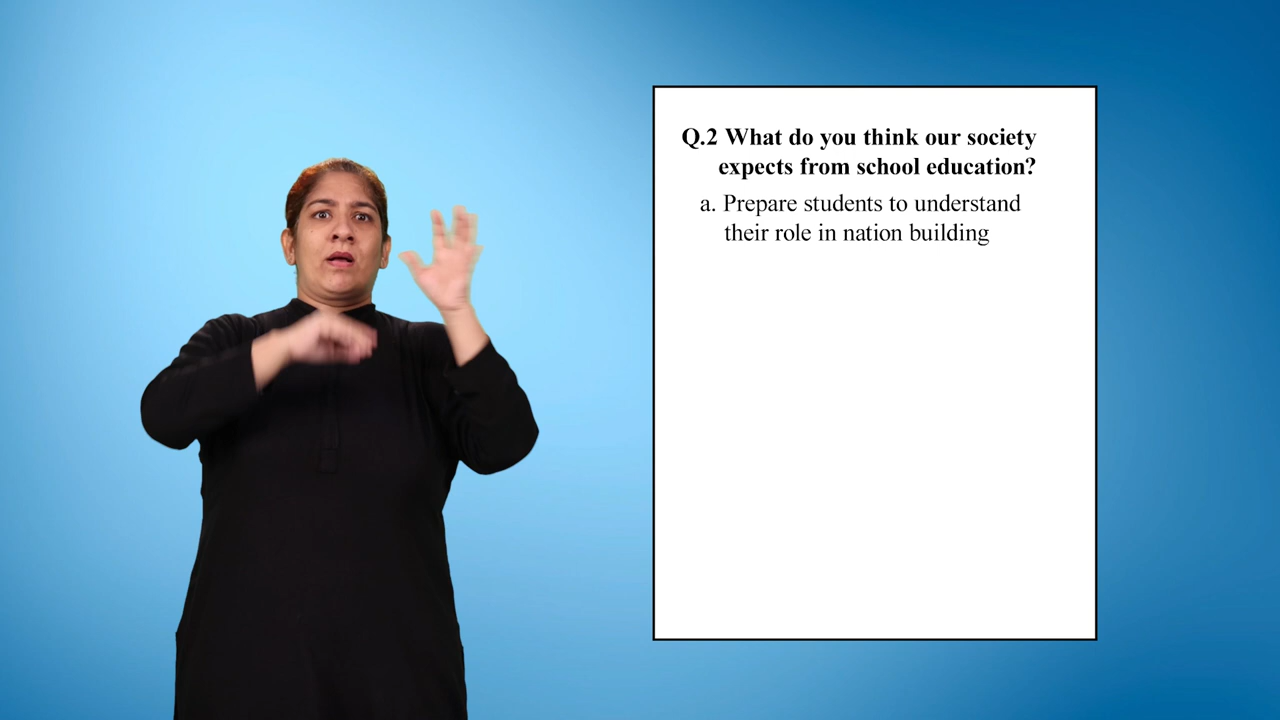 Q.2 What do you think our society
expects from school education?
a. Prepare students to understand
their role in nation building